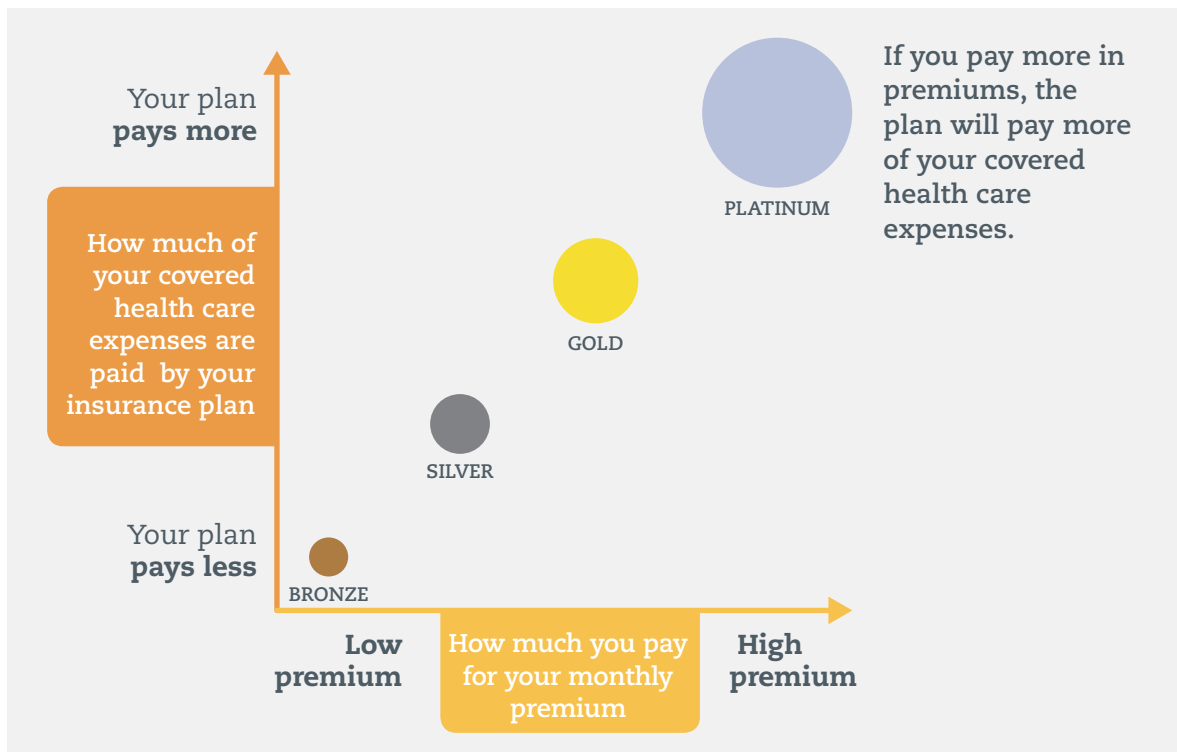 Your plan
pays more
How much of
your covered
health care
expenses are
paid by your
insurance plan
Your plan
pays less
PLATINUM
GOLD
SILVER
BRONZE
If you pay more in
premiums, the
plan will pay more
of your covered
health care
expenses.
Low
premium
How much you pay
for your monthly
premium
High
premium